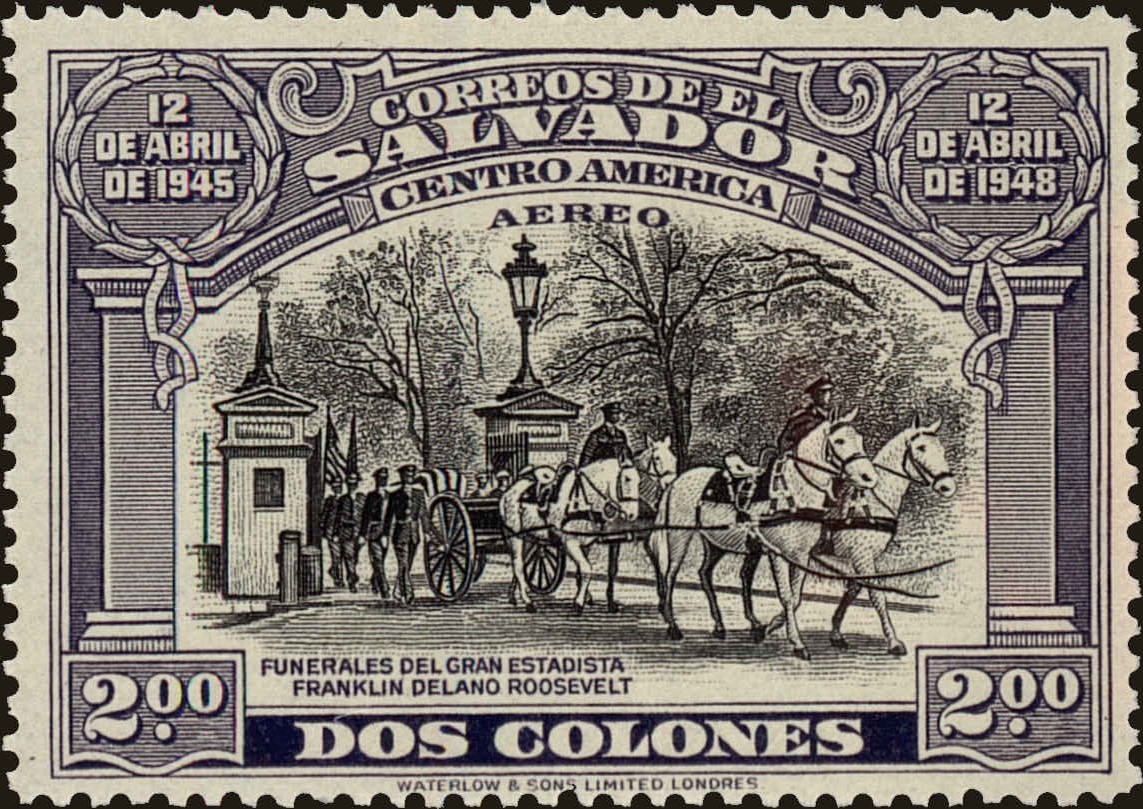 12
DE ABRIL
DE 1945
CORREOS DE EL
SALVADOR
CENTRO AMERICA
AEREO
12
DE ABRIL
DE 1948
FUNERALES DEL GRAN ESTADISTA
FRANKLIN DELANO ROOSEVELT
2.00
DOS COLONES
2.00
WATERLOW & SONS LIMITED. LONDRES.